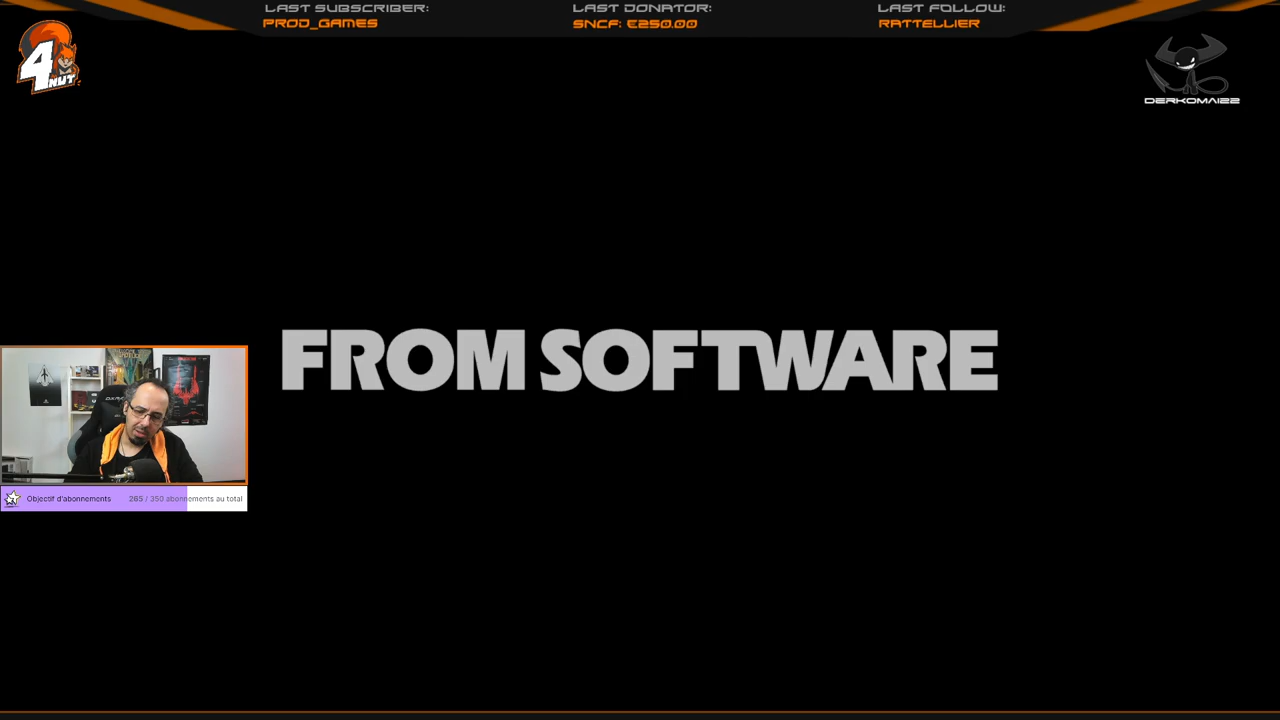 LAST SUBSCRIBER:
PROD_GAMES
LAST DONATOR:
SNCF: €250.00
LAST FOLLOW:
RATTELLIER
4NUT
DERKOMAI22
FROM SOFTWARE
Objectif d'abonnements
265 / 350 abonnements au total